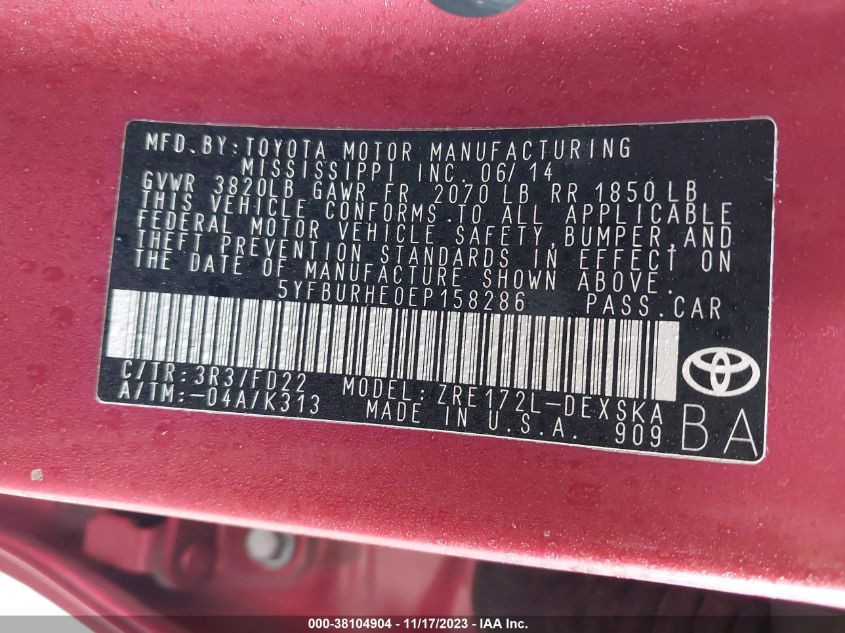 MFD.BY:TOYOTA MOTOR MANUFACTURING
MISSISSIPPI INC. 06/14
GVWR 3820LB GAWR FR 2070 LB RR 1850 LB
THIS VEHICLE CONFORMS TO ALL APPLICABLE
FEDERAL MOTOR VEHICLE SAFETY, BUMPER, AND
THEFT PREVENTION STANDARDS IN EFFECT ON
THE DATE OF MANUFACTURE SHOWN ABOVE.
5YFBURHE0EP158286 PASS.CAR
C/TR:3R3/FD22 MODEL:ZRE172L-DEXSKA
A/TM:-04A/K313 MADE IN U.S.A. 909
BA
000-38104904 - 11/17/2023 - IAAI Inc.